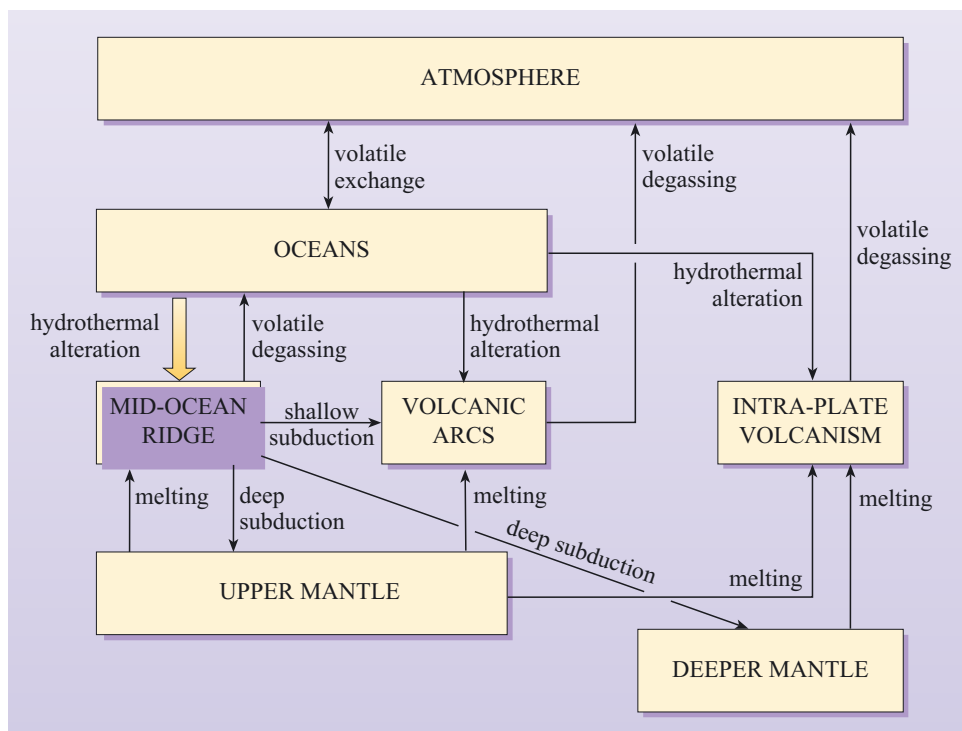 ATMOSPHERE
volatile
exchange
volatile
degassing
volatile
degassing
OCEANS
hydrothermal
alteration
hydrothermal
alteration
volatile
degassing
hydrothermal
alteration
MID-OCEAN
RIDGE
shallow
subduction
VOLCANIC
ARCS
INTRA-PLATE
VOLCANISM
melting
deep
subduction
melting
deep subduction
melting
melting
UPPER MANTLE
DEEPER MANTLE